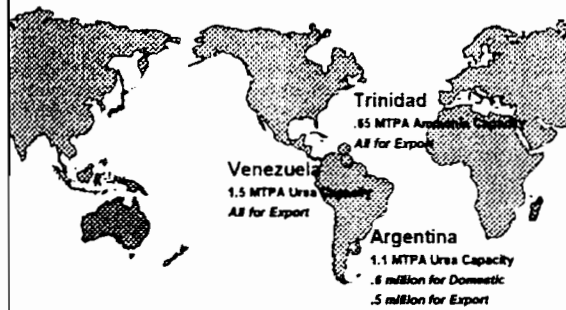 Trinidad
.65 MTPA Ammonia Capacity
All for Export
Venezuela
1.5 MTPA Urea Capacity
All for Export
Argentina
1.1 MTPA Urea Capacity
.6 million for Domestic
.5 million for Export